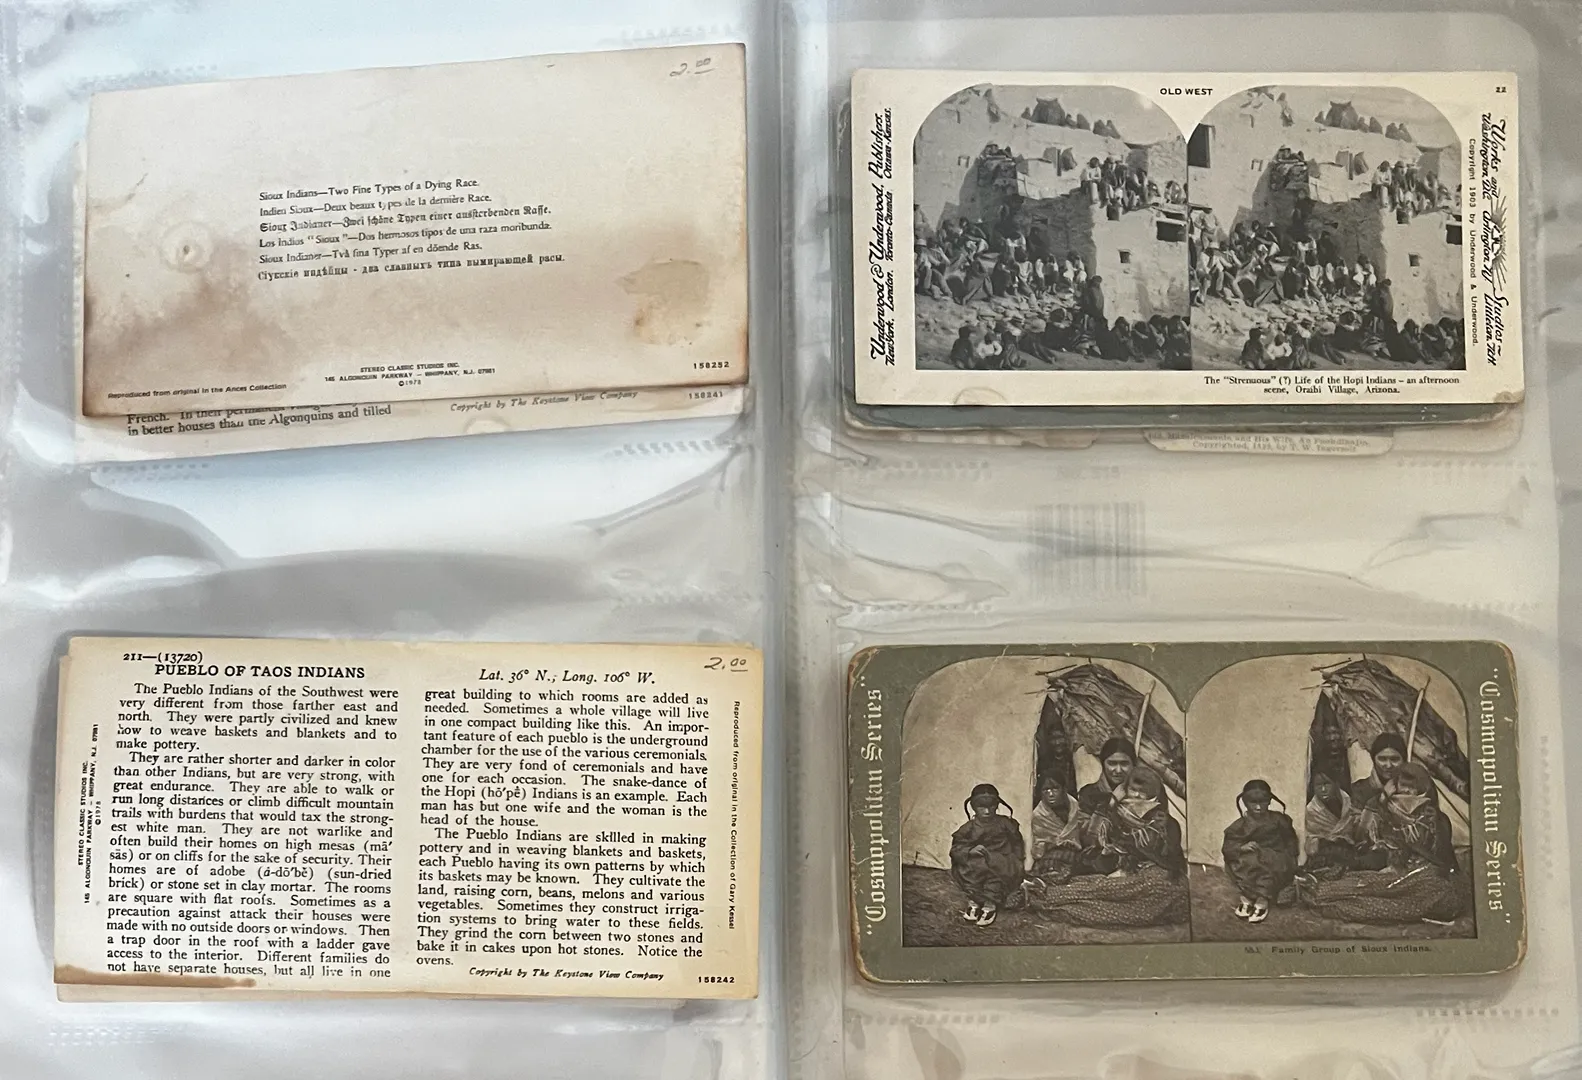 2.00
Sioux Indians—Two Fine Types of a Dying Race.
Indien Sioux—Deux beaux types de la dernière Race.
Sioux Indianer—Zwei schöne Typen einer aussterbenden Rasse.
Los Indios "Sioux"—Dos hermosos tipos de una raza moribunda.
Sioux Indianer—Två fina Typer af en döende Ras.
Сіускіе индѣйцы - два славныхъ типа вымирающей расы.
STEREO CLASSIC STUDIOS INC.
145 ALGONQUIN PARKWAY — WHIPPANY, N.J. 07981
©1978
Reproduced from original in the Ances Collection
158252
French. In their
in better houses than the Algonquins and tilled
Copyright by The Keystone View Company
158241
OLD WEST
22
Underwood & Underwood, Publishers.
New York, London, Toronto-Canada, Ottawa-Kansas.
Works and Studios—
Arlington, N.J. Littleton, N.H.
Washington, D.C.
Copyright 1903 by Underwood & Underwood.
The "Strenuous" (?) Life of the Hopi Indians – an afternoon
scene, Oraibi Village, Arizona.
and His Wife,
Copyrighted, by T. W. Ingersoll
211—(13720)
PUEBLO OF TAOS INDIANS
The Pueblo Indians of the Southwest were
very different from those farther east and
north. They were partly civilized and knew
how to weave baskets and blankets and to
make pottery.
They are rather shorter and darker in color
than other Indians, but are very strong, with
great endurance. They are able to walk or
run long distances or climb difficult mountain
trails with burdens that would tax the strong-
est white man. They are not warlike and
often build their homes on high mesas (mā'
säs) or on cliffs for the sake of security. Their
homes are of adobe (á-dō'bĕ) (sun-dried
brick) or stone set in clay mortar. The rooms
are square with flat roofs. Sometimes as a
precaution against attack their houses were
made with no outside doors or windows. Then
a trap door in the roof with a ladder gave
access to the interior. Different families do
not have separate houses, but all live in one
Lat. 36° N.; Long. 106° W.
2.00
great building to which rooms are added as
needed. Sometimes a whole village will live
in one compact building like this. An impor-
tant feature of each pueblo is the underground
chamber for the use of the various ceremonials.
They are very fond of ceremonials and have
one for each occasion. The snake-dance of
the Hopi (hō'pē) Indians is an example. Each
man has but one wife and the woman is the
head of the house.
The Pueblo Indians are skilled in making
pottery and in weaving blankets and baskets,
each Pueblo having its own patterns by which
its baskets may be known. They cultivate the
land, raising corn, beans, melons and various
vegetables. Sometimes they construct irriga-
tion systems to bring water to these fields.
They grind the corn between two stones and
bake it in cakes upon hot stones. Notice the
ovens.
Copyright by The Keystone View Company
158242
STEREO CLASSIC STUDIOS INC.
145 ALGONQUIN PARKWAY — WHIPPANY, N.J. 07981
©1978
Reproduced from original in the Collection of Gary Kessel
"Cosmopolitan Series"
"Cosmopolitan Series"
Family Group of Sioux Indians.